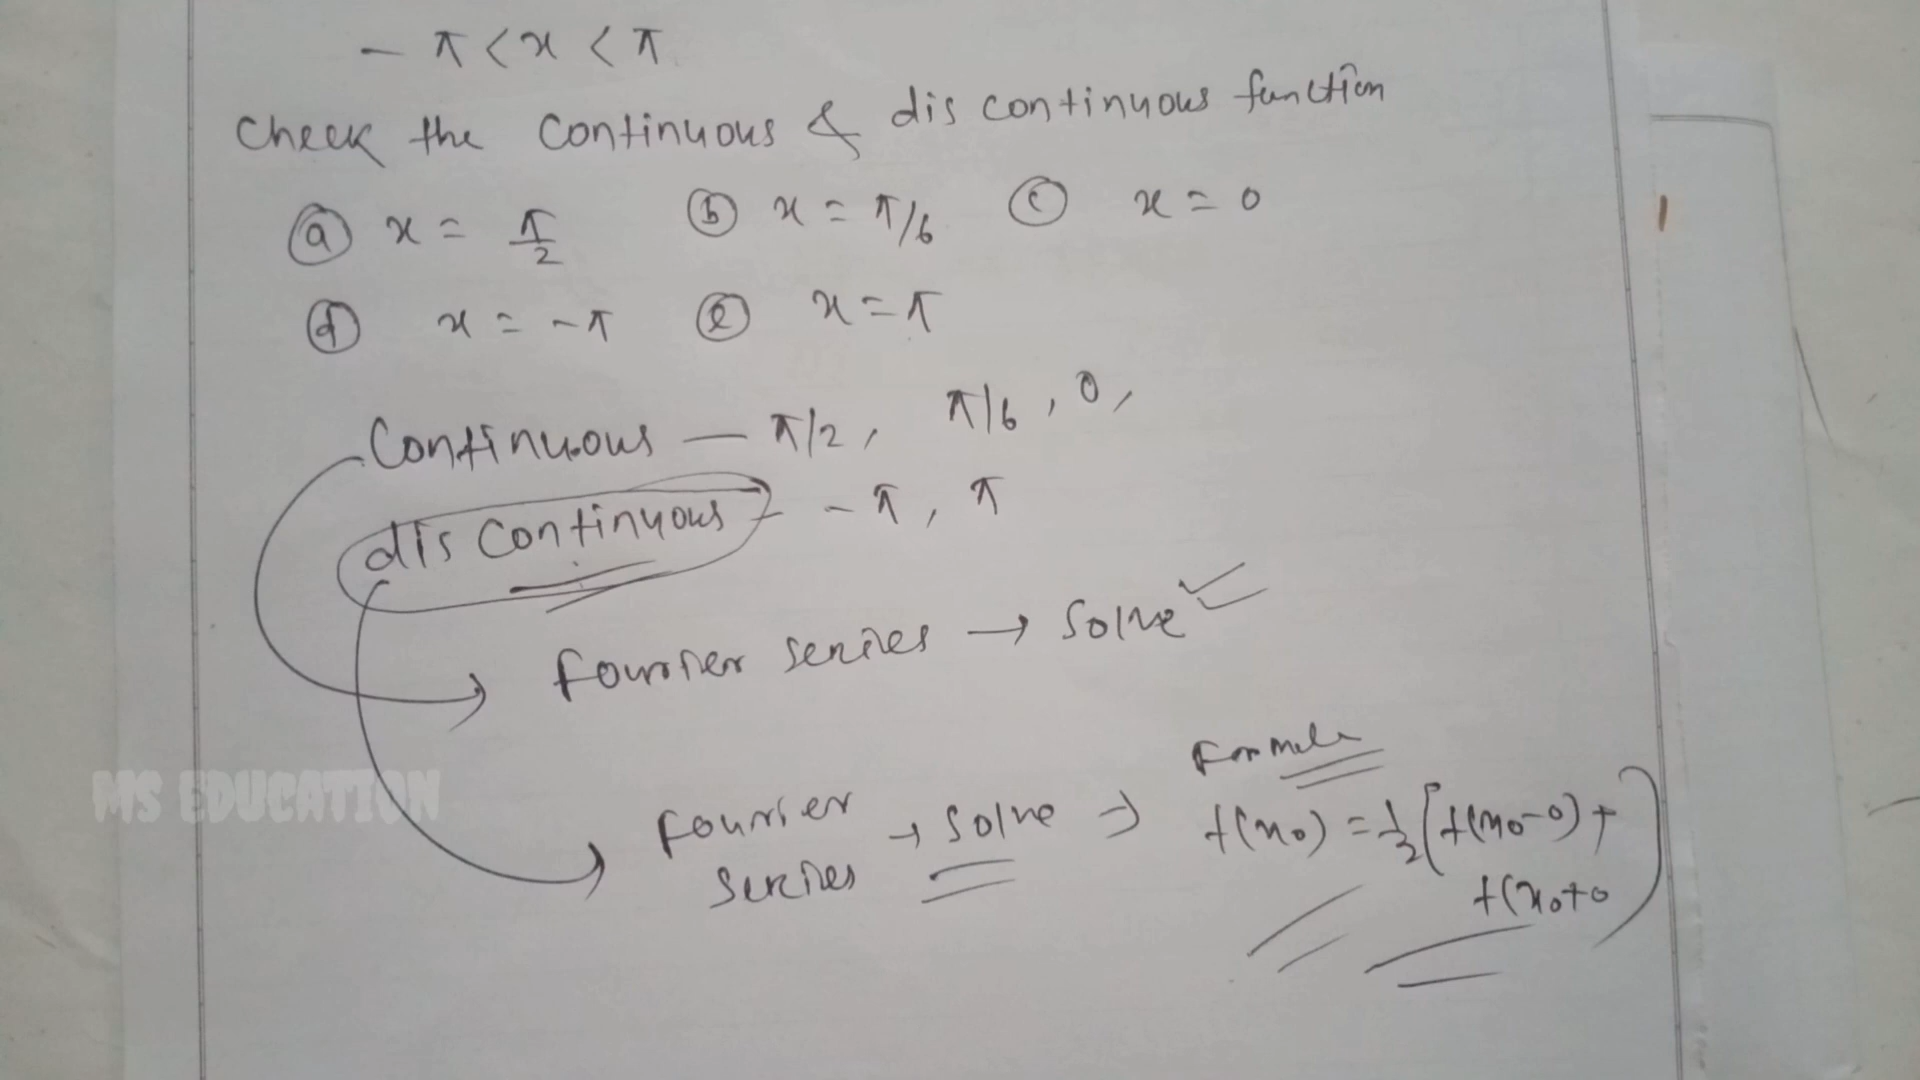 - π < x < π
Check the Continuous & dis continuous function
(a) x = π/2 (b) x = π/6 (c) x = 0
(d) x = -π (e) x = π
Continuous — π/2, π/6, 0,
dis continuous - - π, π
fourier series → Solve
Formula
fourier series → Solve ⇒ f(x₀) = 1/2 (f(x₀-0) +
f(x₀+0)
MS EDUCATION